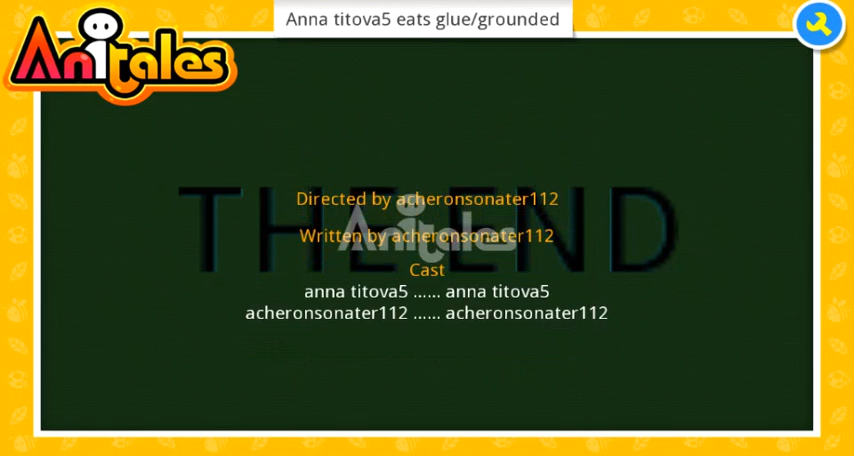 Anna titova5 eats glue/grounded
Anitales
THE END
Directed by acheronsonater112
Anitales
Written by acheronsonater112
Cast
anna titova5 ...... anna titova5
acheronsonater112 ...... acheronsonater112